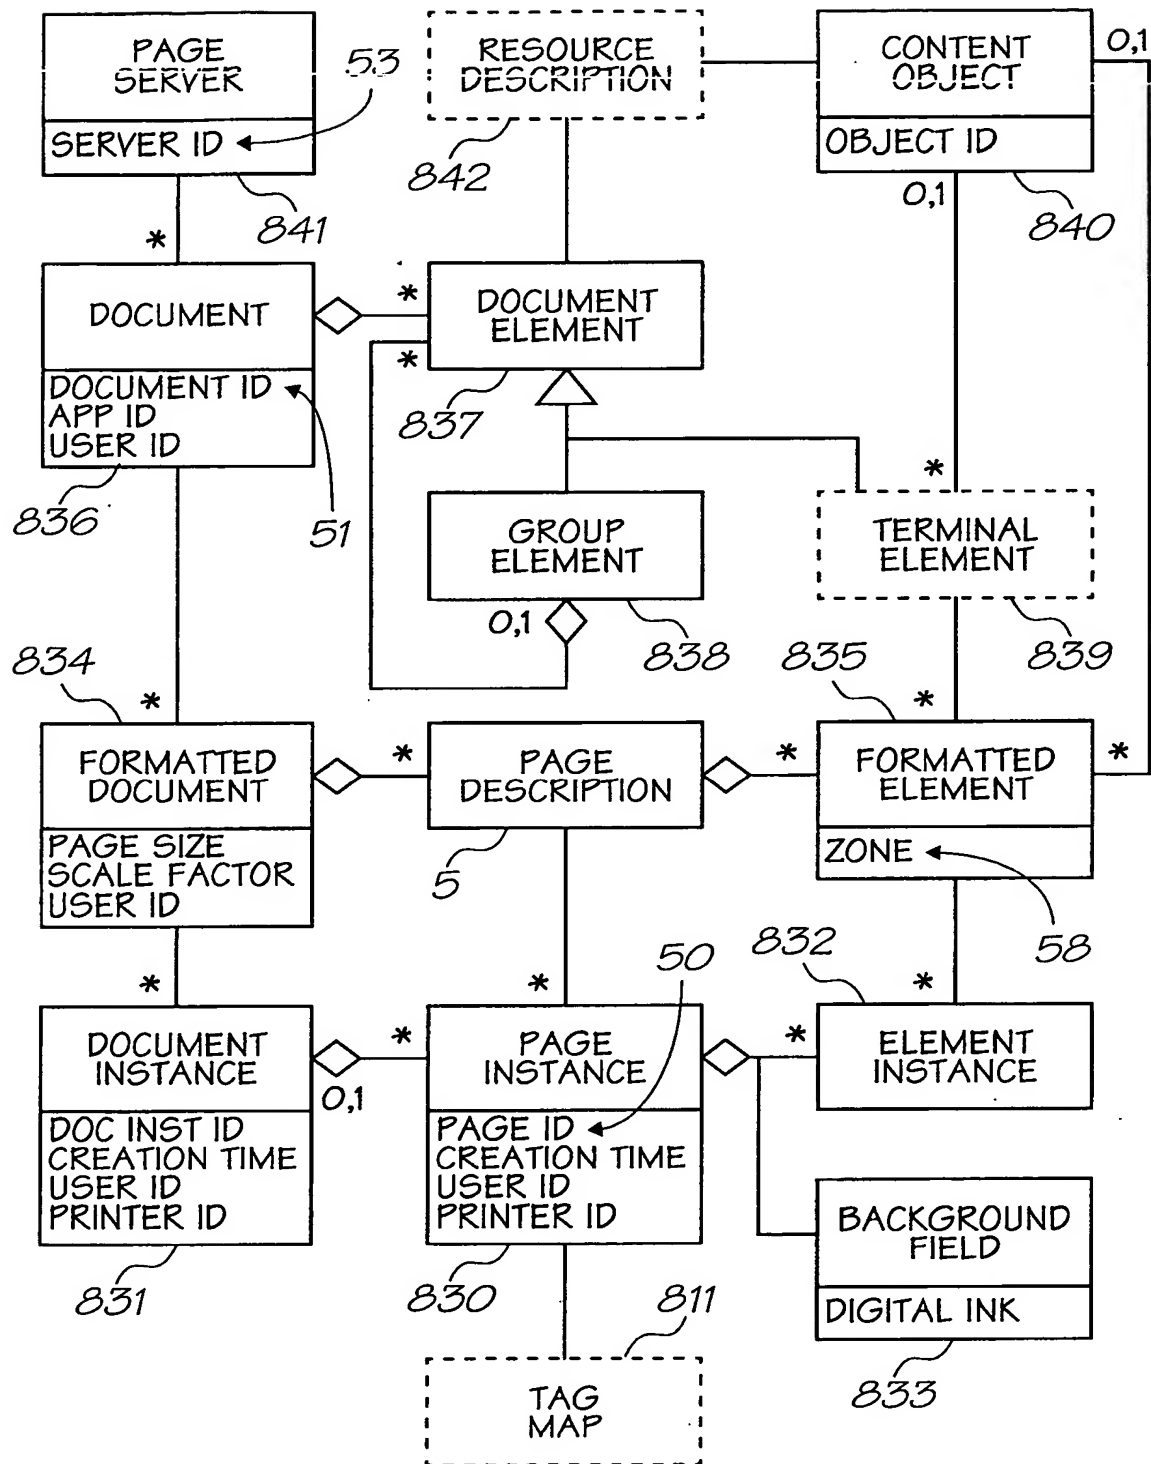 PAGE
SERVER
SERVER ID
53
841
RESOURCE
DESCRIPTION
842
CONTENT
OBJECT
OBJECT ID
0,1
0,1
840
*
DOCUMENT
DOCUMENT ID
APP ID
USER ID
836
51
*
*
DOCUMENT
ELEMENT
837
GROUP
ELEMENT
0,1
838
*
TERMINAL
ELEMENT
839
834
*
FORMATTED
DOCUMENT
PAGE SIZE
SCALE FACTOR
USER ID
*
PAGE
DESCRIPTION
5
835
*
*
*
FORMATTED
ELEMENT
ZONE
58
*
DOCUMENT
INSTANCE
0,1
DOC INST ID
CREATION TIME
USER ID
PRINTER ID
831
*
*
50
PAGE
INSTANCE
PAGE ID
CREATION TIME
USER ID
PRINTER ID
830
832
*
*
ELEMENT
INSTANCE
BACKGROUND
FIELD
DIGITAL INK
833
811
TAG
MAP